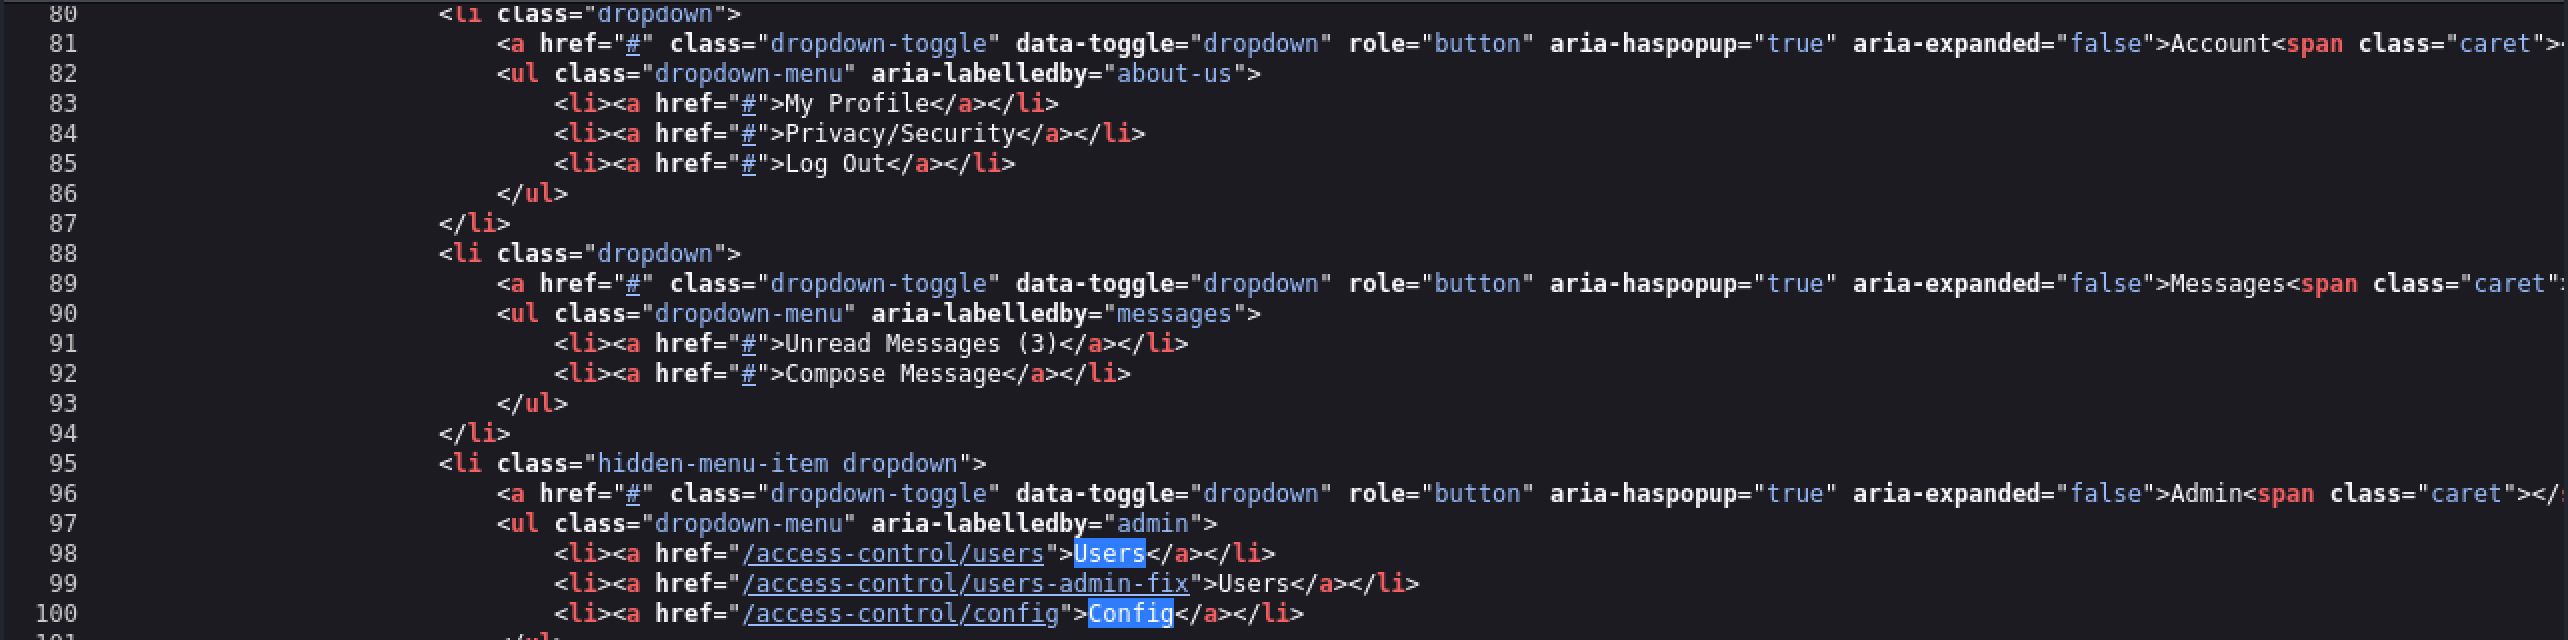 80 <li class="dropdown">
81 <a href="#" class="dropdown-toggle" data-toggle="dropdown" role="button" aria-haspopup="true" aria-expanded="false">Account<span class="caret">
82 <ul class="dropdown-menu" aria-labelledby="about-us">
83 <li><a href="#">My Profile</a></li>
84 <li><a href="#">Privacy/Security</a></li>
85 <li><a href="#">Log Out</a></li>
86 </ul>
87 </li>
88 <li class="dropdown">
89 <a href="#" class="dropdown-toggle" data-toggle="dropdown" role="button" aria-haspopup="true" aria-expanded="false">Messages<span class="caret"
90 <ul class="dropdown-menu" aria-labelledby="messages">
91 <li><a href="#">Unread Messages (3)</a></li>
92 <li><a href="#">Compose Message</a></li>
93 </ul>
94 </li>
95 <li class="hidden-menu-item dropdown">
96 <a href="#" class="dropdown-toggle" data-toggle="dropdown" role="button" aria-haspopup="true" aria-expanded="false">Admin<span class="caret"></
97 <ul class="dropdown-menu" aria-labelledby="admin">
98 <li><a href="/access-control/users">Users</a></li>
99 <li><a href="/access-control/users-admin-fix">Users</a></li>
100 <li><a href="/access-control/config">Config</a></li>